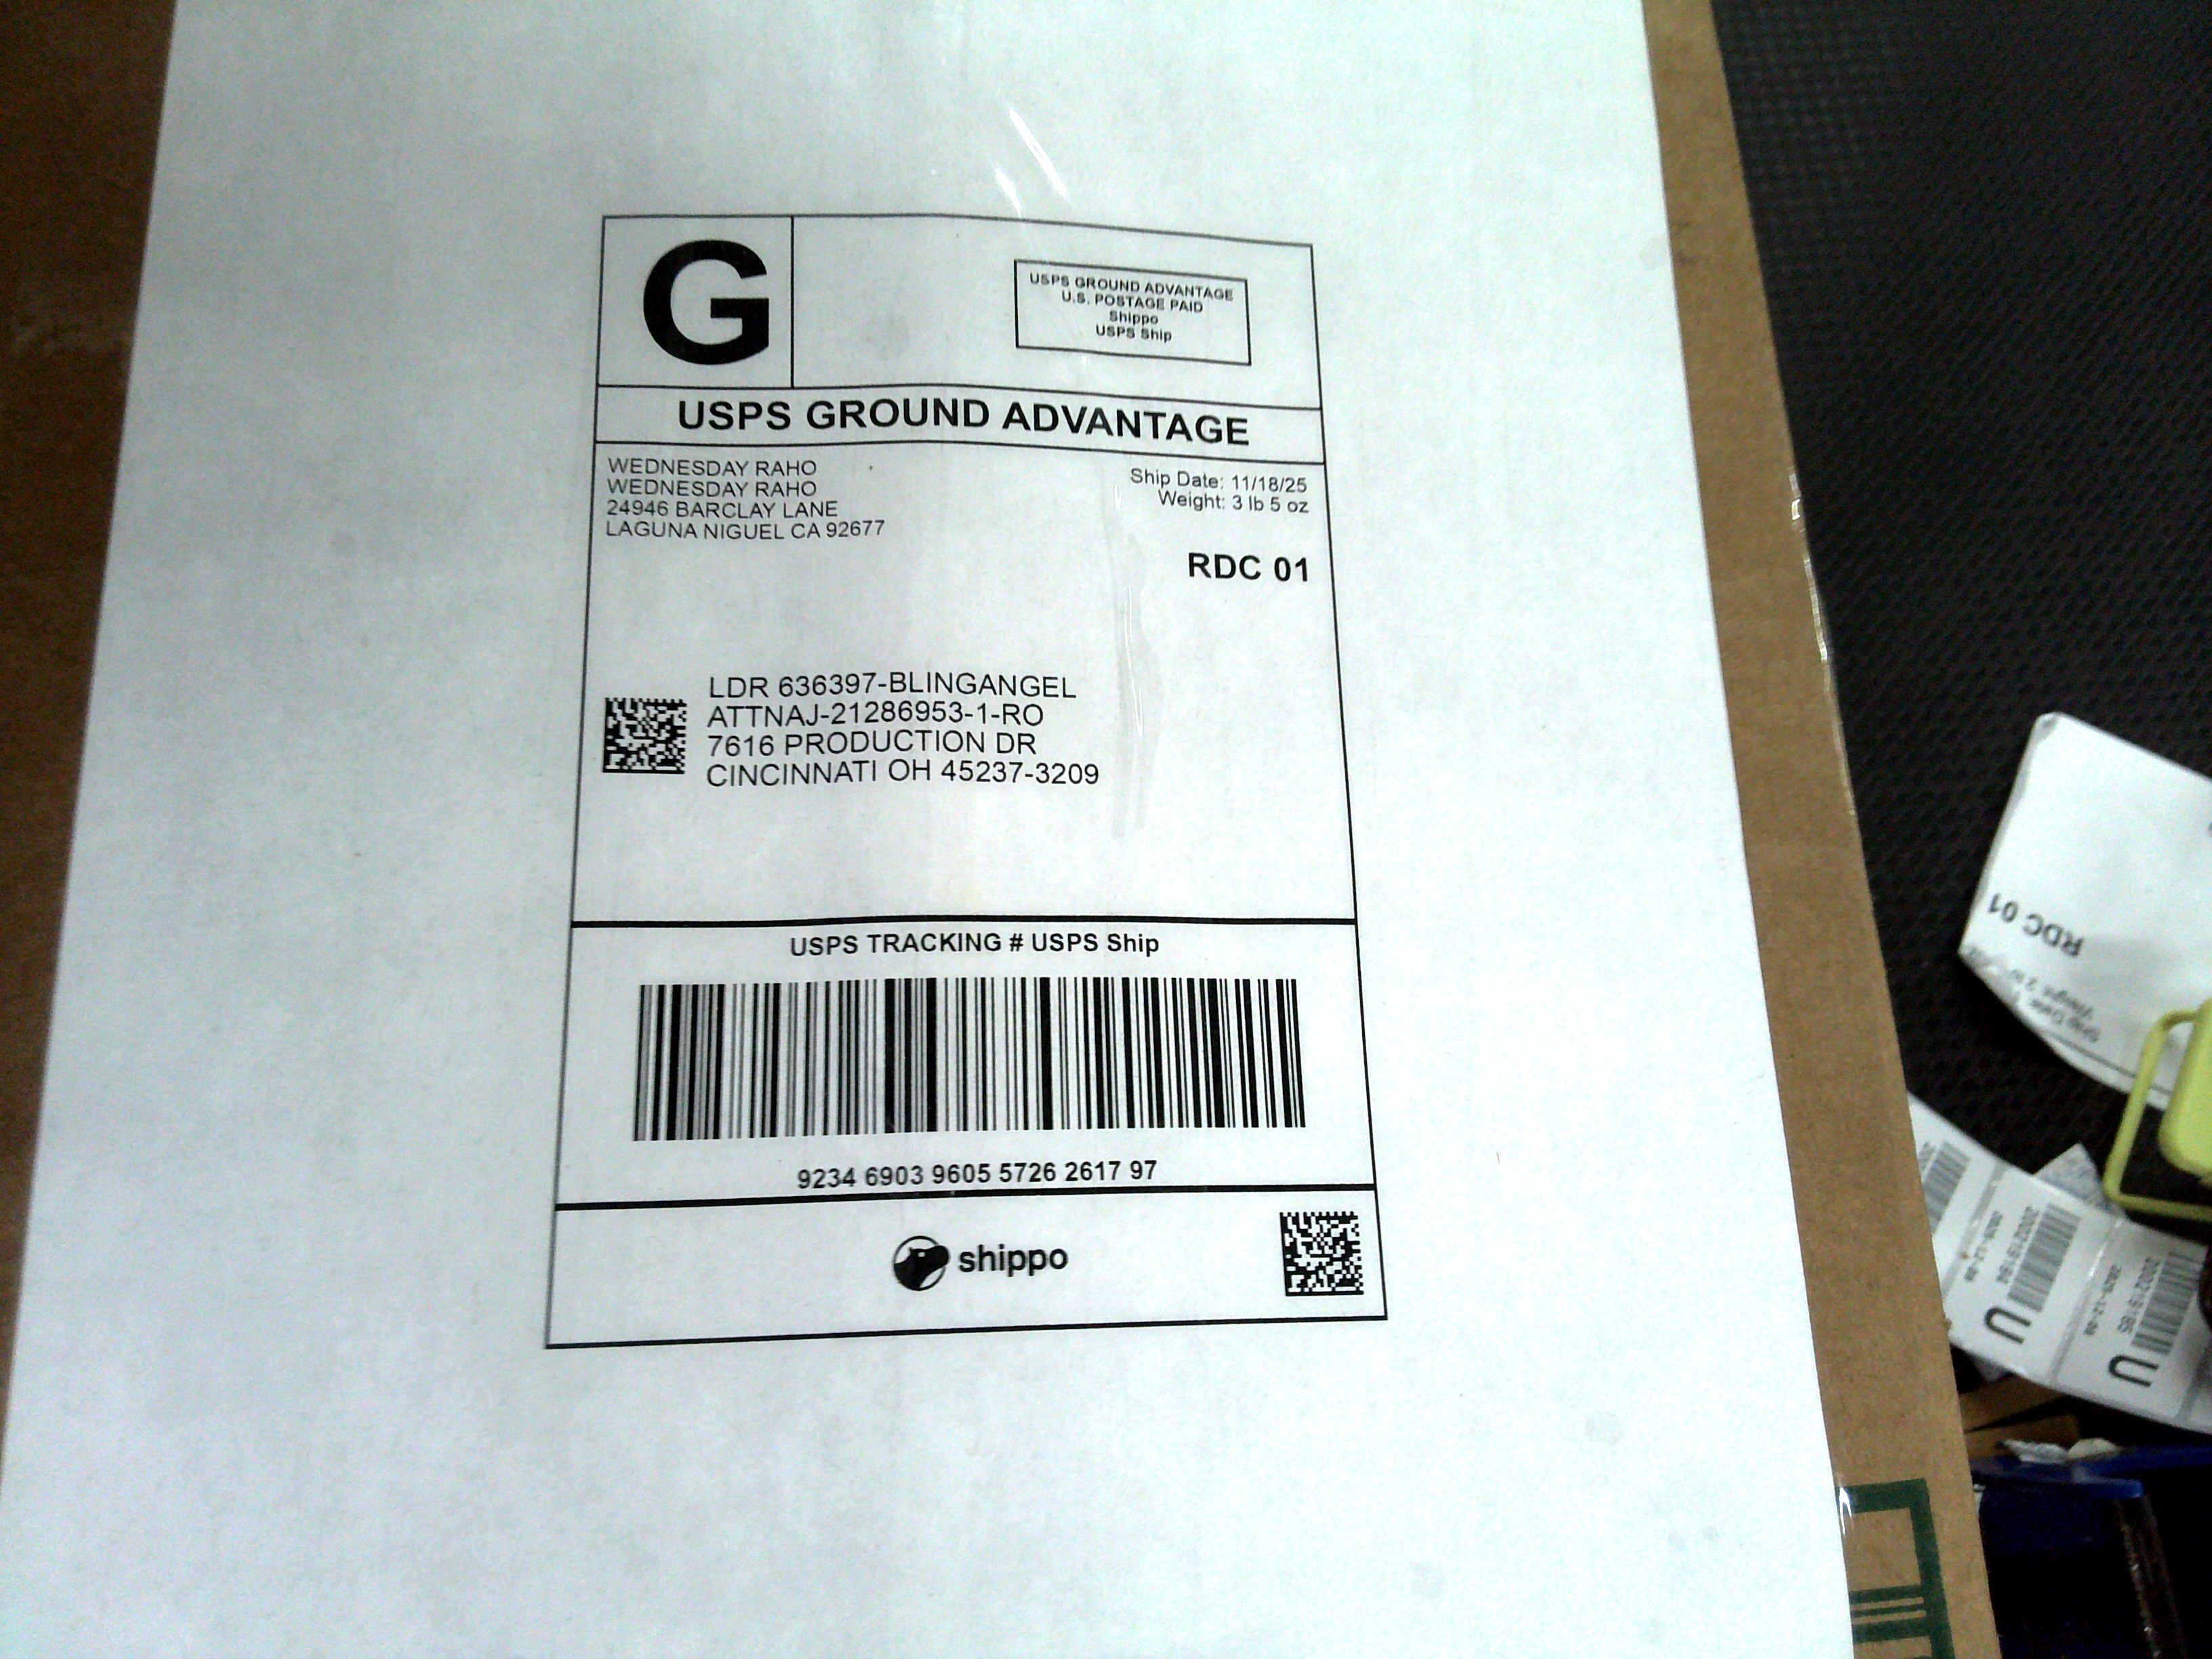 G
USPS GROUND ADVANTAGE
U.S. POSTAGE PAID
Shippo
USPS Ship
USPS GROUND ADVANTAGE
WEDNESDAY RAHO
WEDNESDAY RAHO
24946 BARCLAY LANE
LAGUNA NIGUEL CA 92677
Ship Date: 11/18/25
Weight: 3 lb 5 oz
RDC 01
LDR 636397-BLINGANGEL
ATTNAJ-21286953-1-RO
7616 PRODUCTION DR
CINCINNATI OH 45237-3209
USPS TRACKING # USPS Ship
9234 6903 9605 5726 2617 97
shippo
RDC 01
U
U